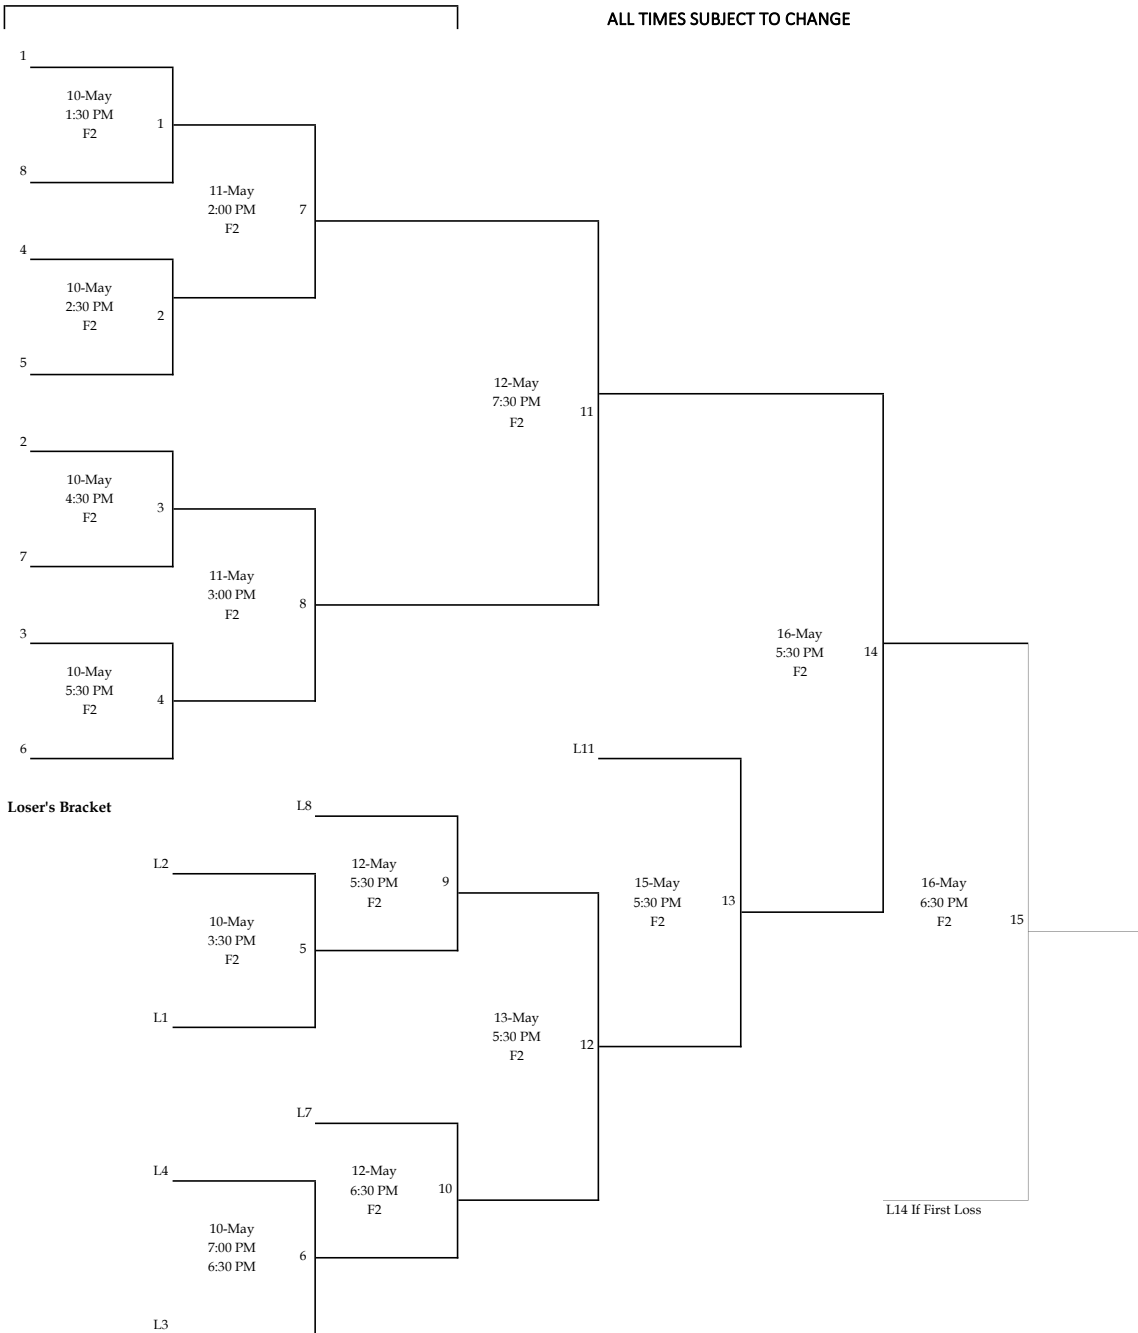 ALL TIMES SUBJECT TO CHANGE
1
10-May
1:30 PM
F2
1
8
11-May
2:00 PM
F2
7
4
10-May
2:30 PM
F2
2
5
12-May
7:30 PM
F2
11
2
10-May
4:30 PM
F2
3
7
11-May
3:00 PM
F2
8
3
10-May
5:30 PM
F2
4
6
16-May
5:30 PM
F2
14
L11
Loser's Bracket
L8
12-May
5:30 PM
F2
9
L2
10-May
3:30 PM
F2
5
L1
15-May
5:30 PM
F2
13
16-May
6:30 PM
F2
15
13-May
5:30 PM
F2
12
L7
12-May
6:30 PM
F2
10
L4
10-May
7:00 PM
6:30 PM
6
L3
L14 If First Loss